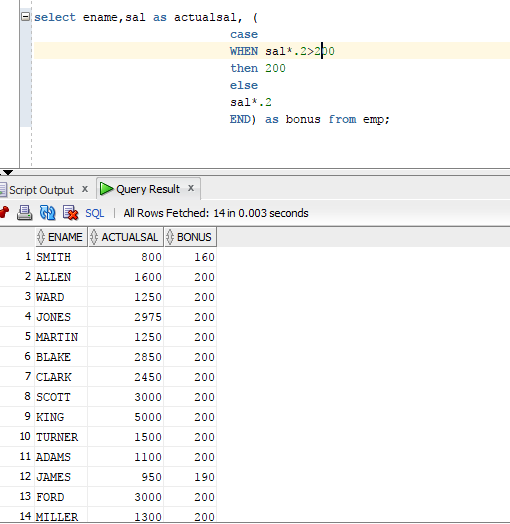 select ename,sal as actualsal, (
case
WHEN sal*.2>200
then 200
else
sal*.2
END) as bonus from emp;
Script Output x Query Result x
SQL | All Rows Fetched: 14 in 0.003 seconds
ENAME ACTUALSAL BONUS
1 SMITH 800 160
2 ALLEN 1600 200
3 WARD 1250 200
4 JONES 2975 200
5 MARTIN 1250 200
6 BLAKE 2850 200
7 CLARK 2450 200
8 SCOTT 3000 200
9 KING 5000 200
10 TURNER 1500 200
11 ADAMS 1100 200
12 JAMES 950 190
13 FORD 3000 200
14 MILLER 1300 200